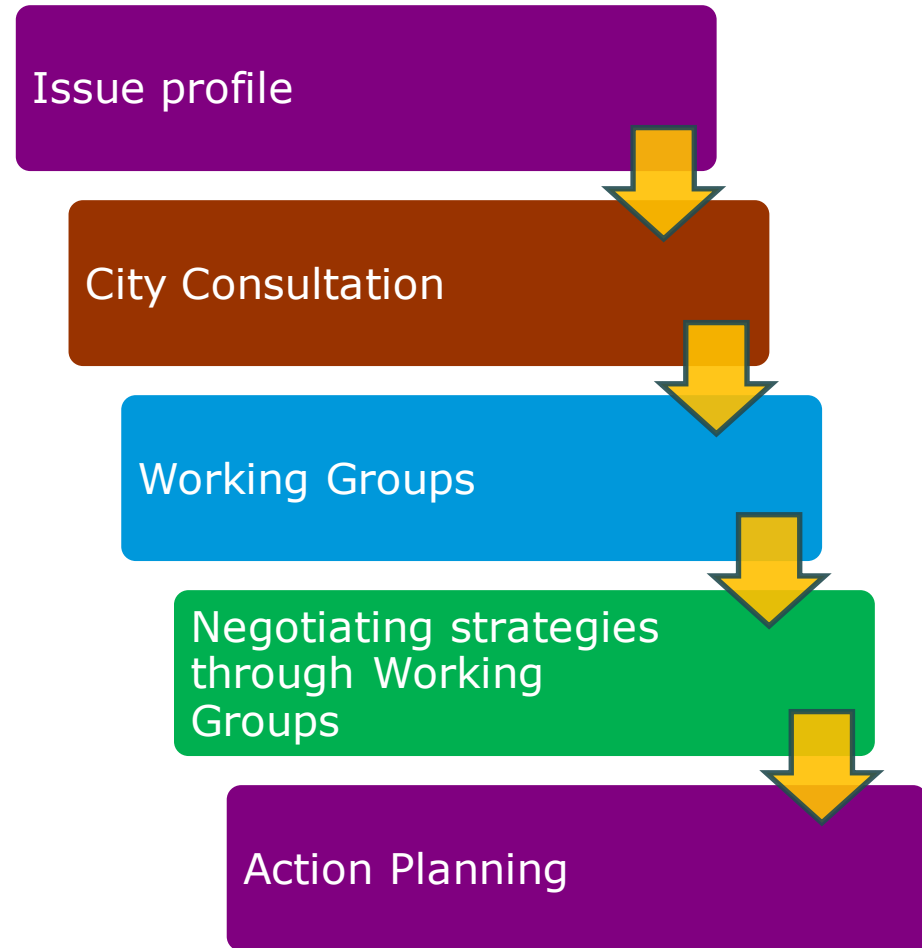 Issue profile
City Consultation
Working Groups
Negotiating strategies
through Working
Groups
Action Planning